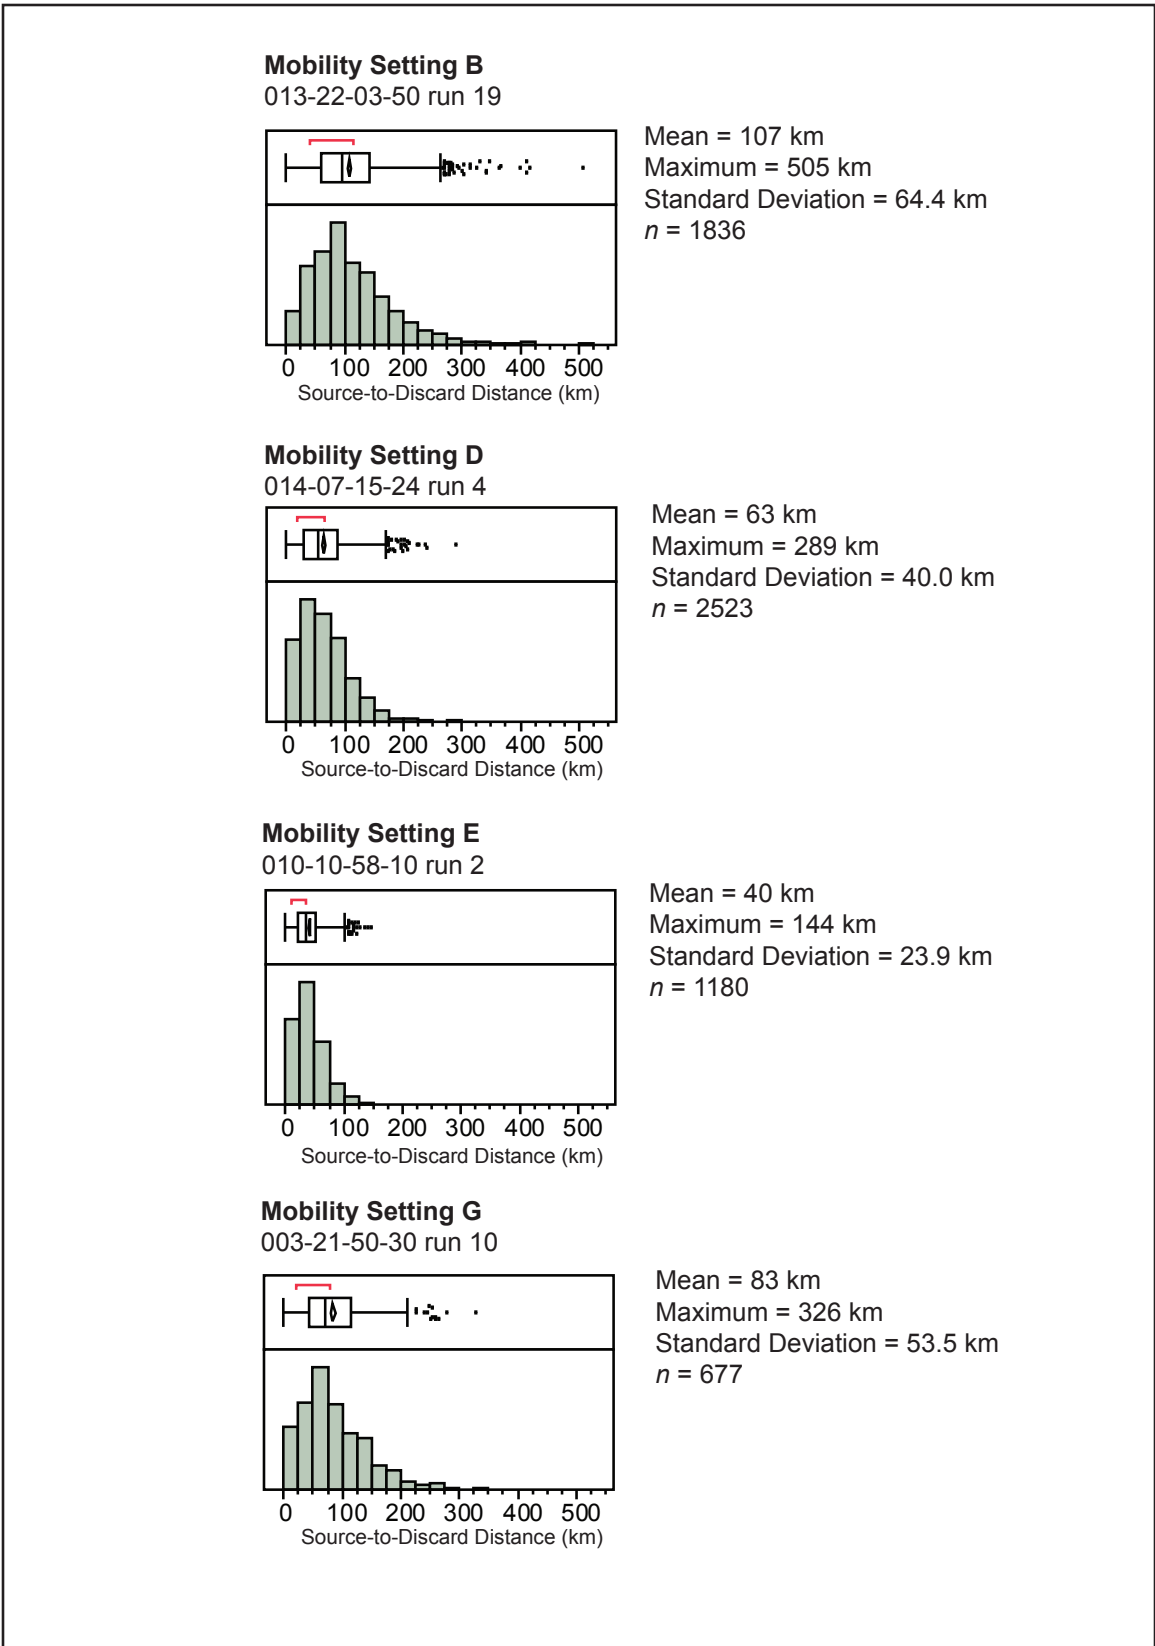 Mobility Setting B
013-22-03-50 run 19
Mean = 107 km
Maximum = 505 km
Standard Deviation = 64.4 km
n = 1836
0 100 200 300 400 500
Source-to-Discard Distance (km)
Mobility Setting D
014-07-15-24 run 4
Mean = 63 km
Maximum = 289 km
Standard Deviation = 40.0 km
n = 2523
0 100 200 300 400 500
Source-to-Discard Distance (km)
Mobility Setting E
010-10-58-10 run 2
Mean = 40 km
Maximum = 144 km
Standard Deviation = 23.9 km
n = 1180
0 100 200 300 400 500
Source-to-Discard Distance (km)
Mobility Setting G
003-21-50-30 run 10
Mean = 83 km
Maximum = 326 km
Standard Deviation = 53.5 km
n = 677
0 100 200 300 400 500
Source-to-Discard Distance (km)